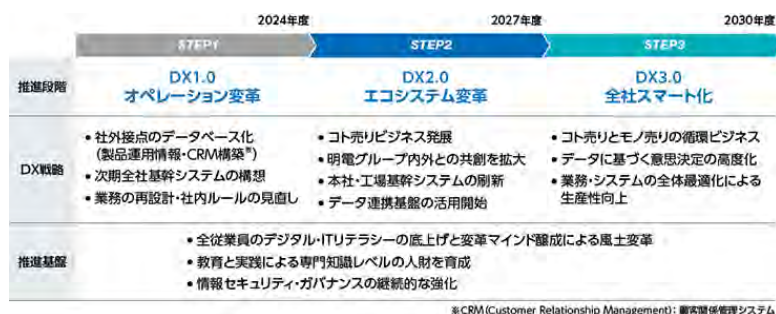 2024年度 2027年度 2030年度
STEP1 STEP2 STEP3
推進段階
DX1.0
オペレーション変革
DX2.0
エコシステム変革
DX3.0
全社スマート化
DX戦略
• 社外接点のデータベース化
(製品運用情報・CRM構築※)
• 次期全社基幹システムの構想
• 業務の再設計・社内ルールの見直し
• コト売りビジネス発展
• 明電グループ内外との共創を拡大
• 本社・工場基幹システムの刷新
• データ連携基盤の活用開始
• コト売りとモノ売りの循環ビジネス
• データに基づく意思決定の高度化
• 業務・システムの全体最適化による
生産性向上
推進基盤
• 全従業員のデジタル・ITリテラシーの底上げと変革マインド醸成による風土変革
• 教育と実践による専門知識レベルの人財を育成
• 情報セキュリティ・ガバナンスの継続的な強化
※CRM(Customer Relationship Management):顧客関係管理システム